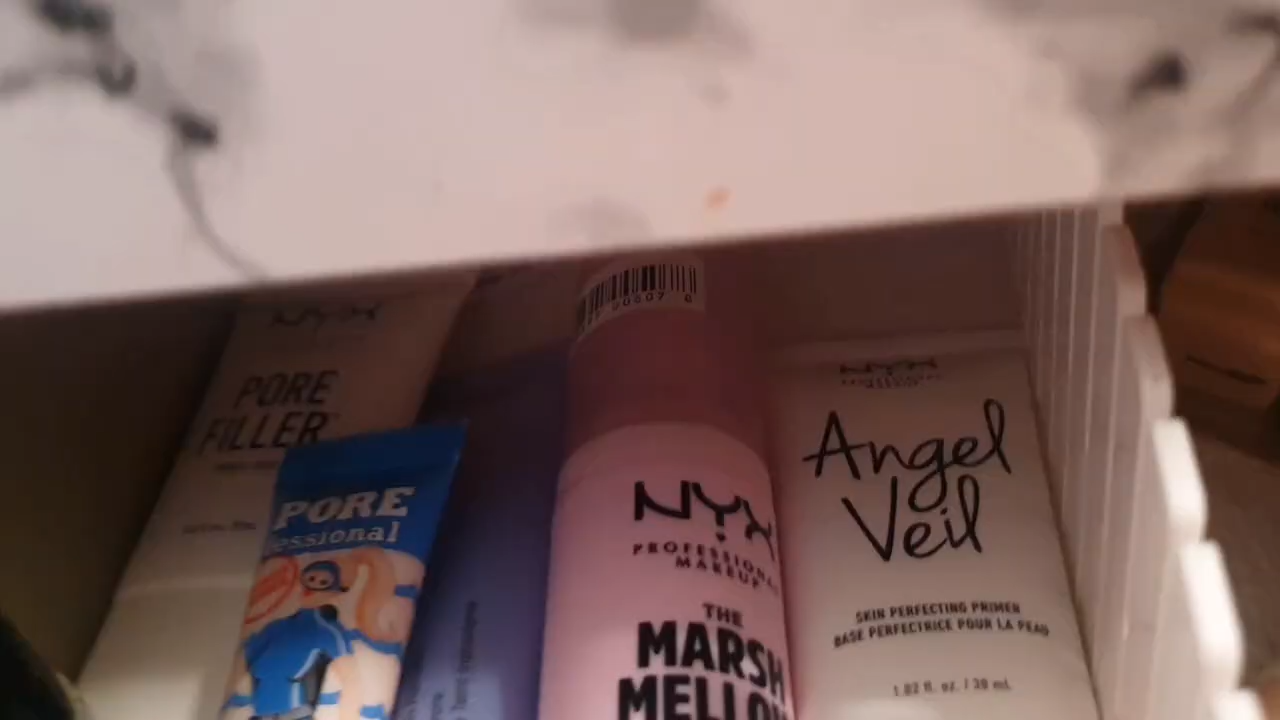 NYX
PORE
FILLER
PORE
essional
NYX
PROFESSIONAL
MAKEUP
THE
MARSH
MELLOW
NYX
Angel
Veil
SKIN PERFECTING PRIMER
BASE PERFECTRICE POUR LA PEAU
1.02 fl. oz. / 30 mL